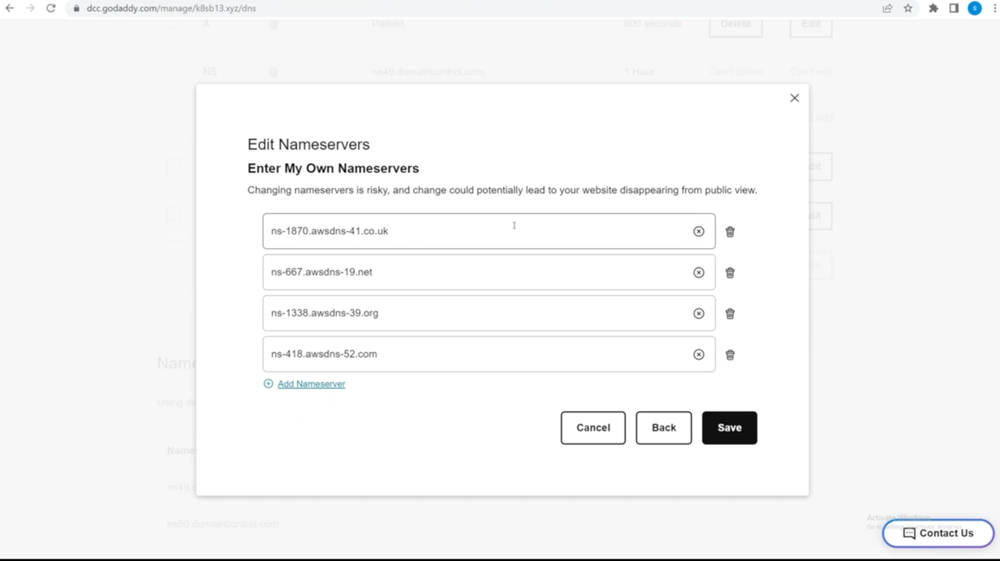 dcc.godaddy.com/manage/k8sb13.xyz/dns
S
A @ Parked 600 seconds Delete Edit
NS @ ns49.domaincontrol.com. 1 Hour Can't delete Can't edit
edit
Edit Nameservers
Enter My Own Nameservers
Changing nameservers is risky, and change could potentially lead to your website disappearing from public view.
ns-1870.awsdns-41.co.uk
ns-667.awsdns-19.net
ns-1338.awsdns-39.org
ns-418.awsdns-52.com
Add Nameserver
Cancel Back Save
Name
Using
Name
ns49.
ns50.domaincontrol.com
Activate Windows
Contact Us